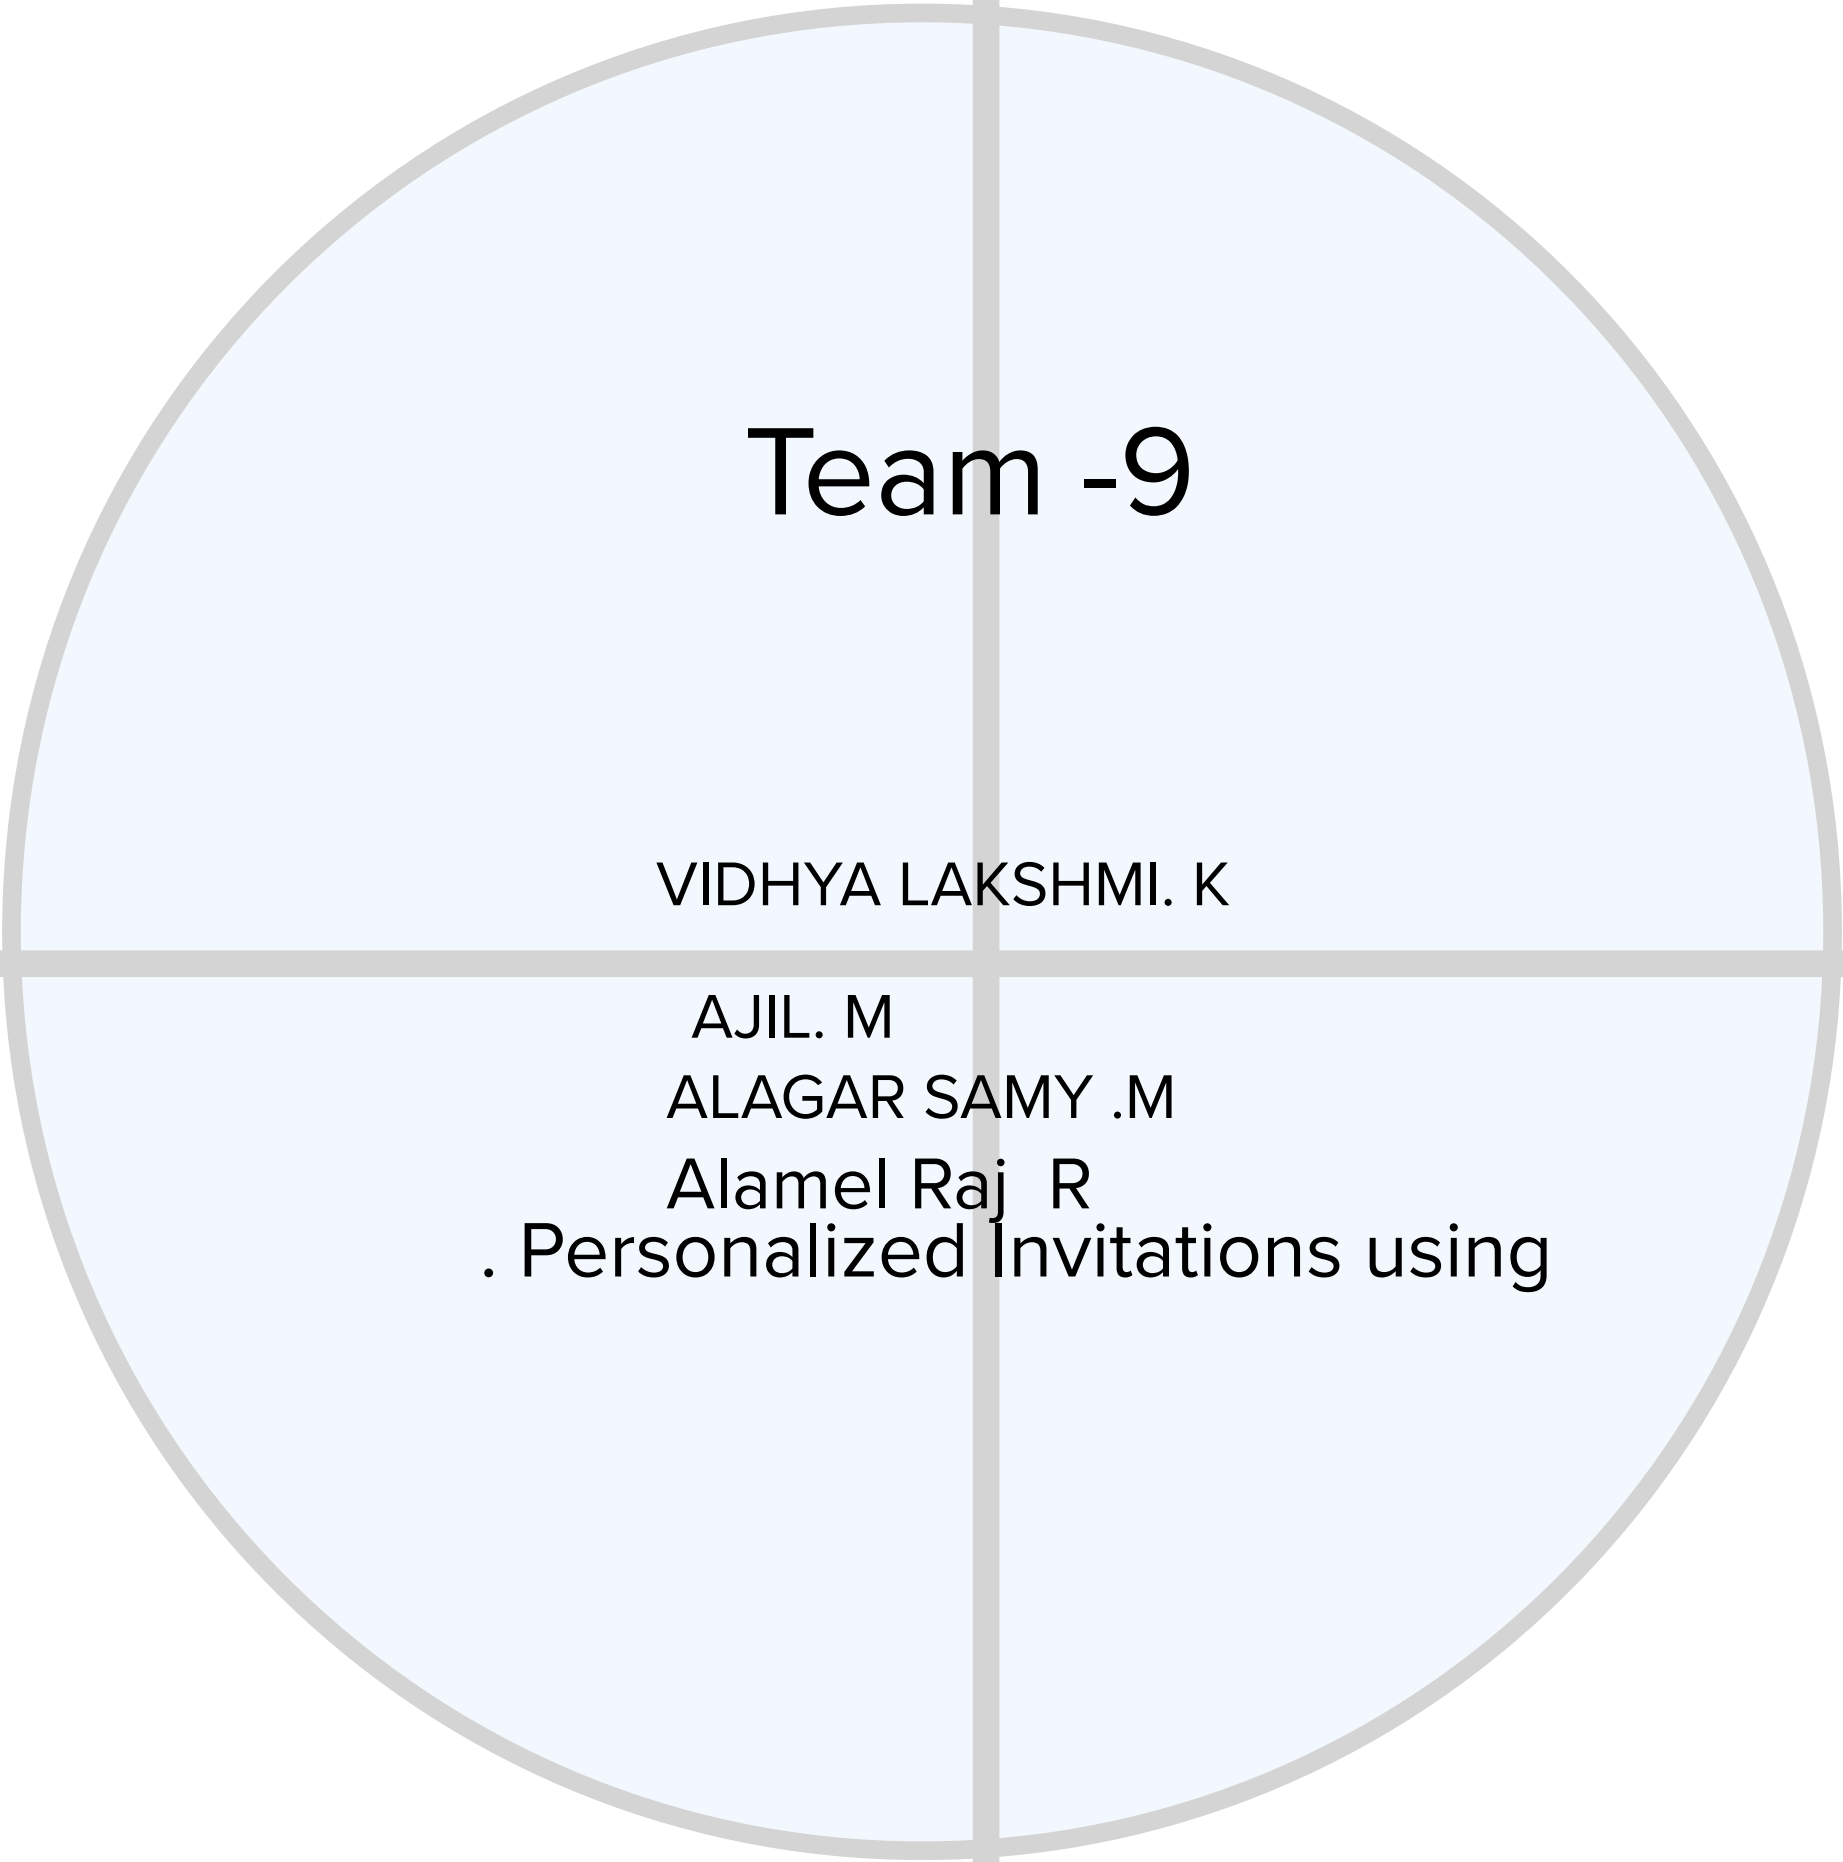 Team -9
VIDHYA LAKSHMI. K
AJIL. M
ALAGAR SAMY .M
Alamel Raj  R
. Personalized Invitations using